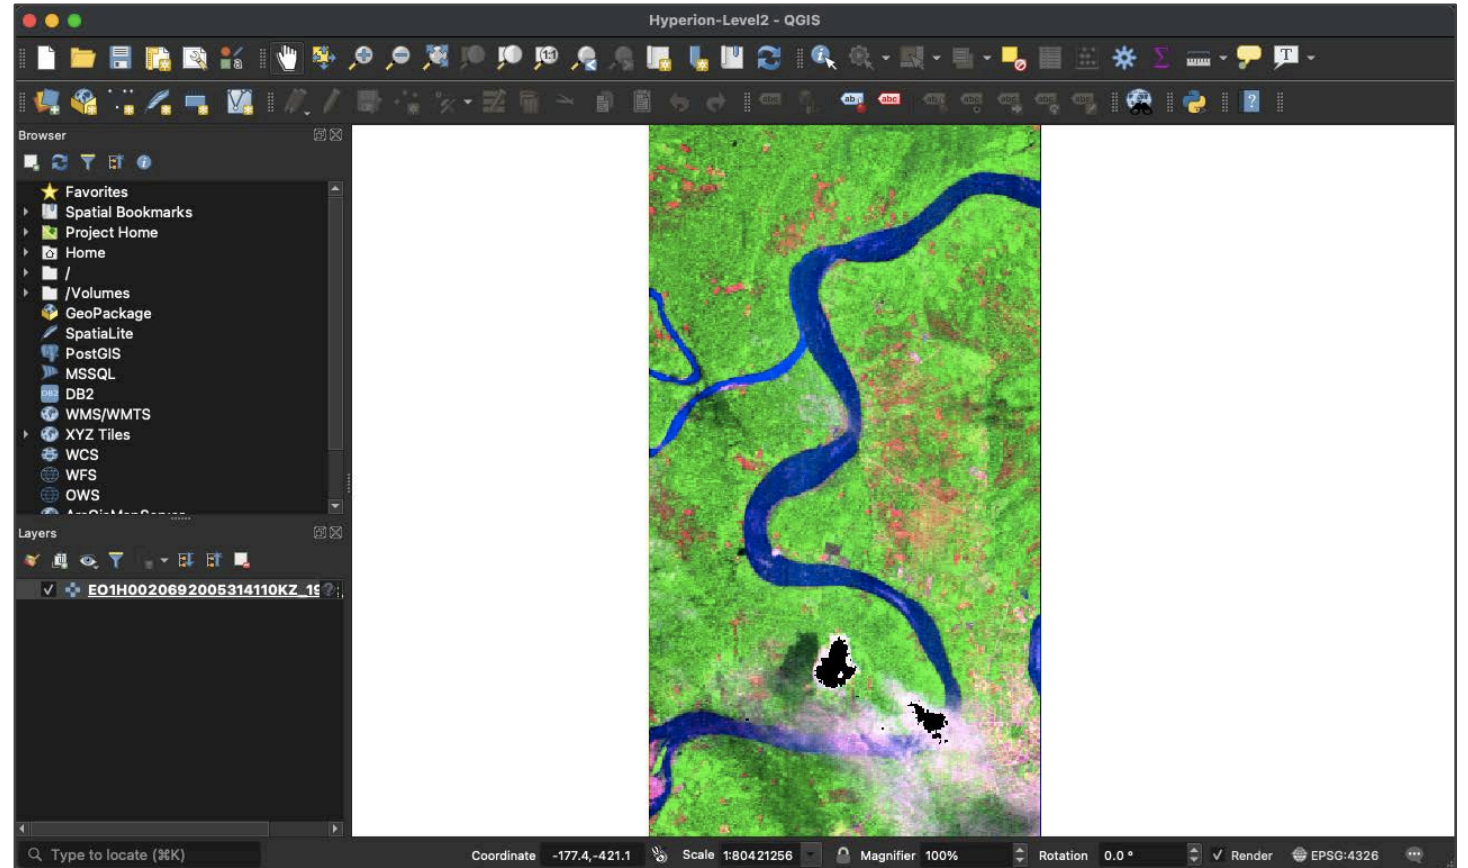 Hyperion-Level2 - QGIS
Browser
Favorites
Spatial Bookmarks
Project Home
Home
/
/Volumes
GeoPackage
SpatiaLite
PostGIS
MSSQL
DB2
WMS/WMTS
XYZ Tiles
WCS
WFS
OWS
Layers
EO1H0020692005314110KZ_19
Type to locate (⌘K)
Coordinate -177.4,-421.1 Scale 1:80421256 Magnifier 100% Rotation 0.0 ° Render EPSG:4326